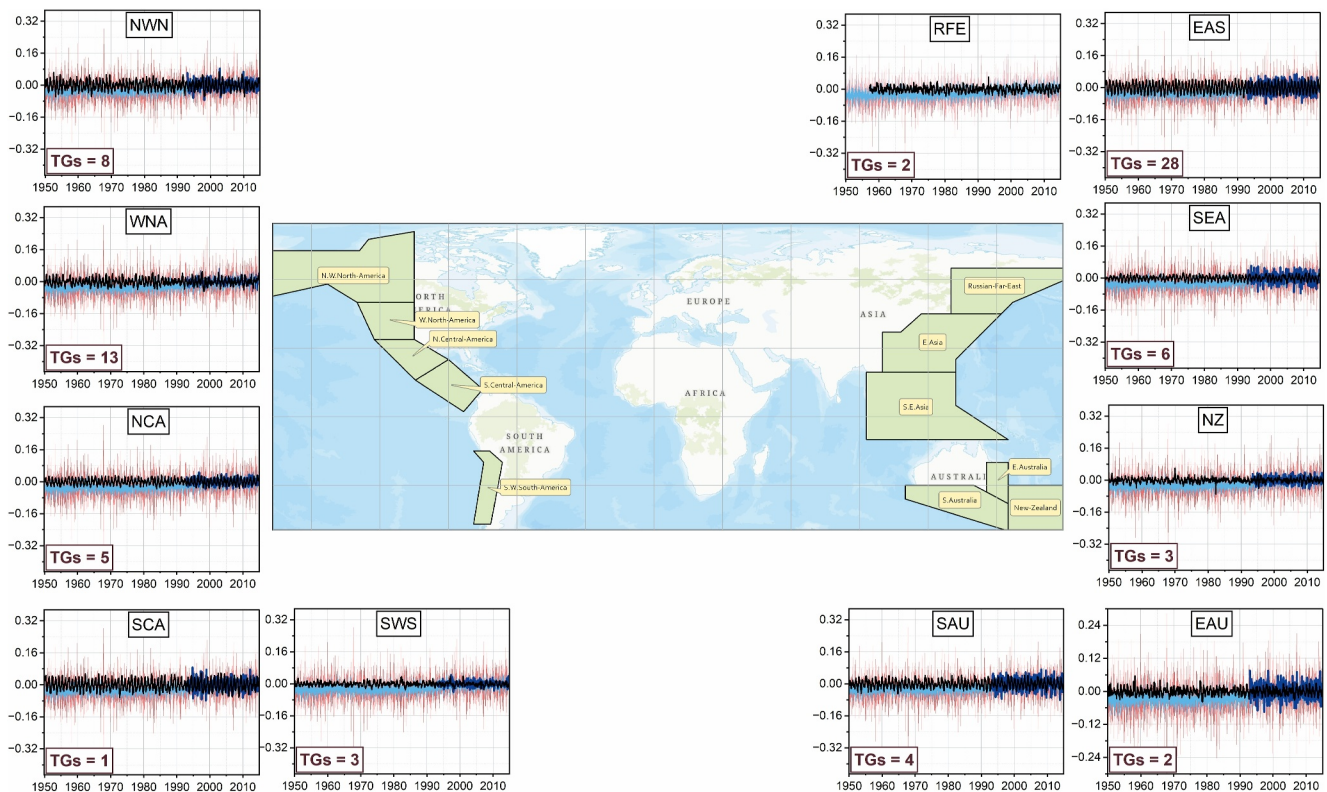 NWN
0.32
0.16
0.00
−0.16
−0.32
TGs = 8
1950 1960 1970 1980 1990 2000 2010
RFE
0.32
0.16
0.00
−0.16
−0.32
TGs = 2
1950 1960 1970 1980 1990 2000 2010
EAS
0.32
0.16
0.00
−0.16
−0.32
TGs = 28
1950 1960 1970 1980 1990 2000 2010
WNA
0.32
0.16
0.00
−0.16
−0.32
TGs = 13
1950 1960 1970 1980 1990 2000 2010
N.W.North-America
ORTH
W.North-America
N.Central-America
S.Central-America
SOUTH
AMERICA
S.W.South-America
EUROPE
ASIA
AFRICA
Russian-Far-East
E.Asia
S.E.Asia
E.Australia
AUSTRALI
S.Australia
New-Zealand
SEA
0.32
0.16
0.00
−0.16
−0.32
TGs = 6
1950 1960 1970 1980 1990 2000 2010
NCA
0.32
0.16
0.00
−0.16
−0.32
TGs = 5
1950 1960 1970 1980 1990 2000 2010
NZ
0.32
0.16
0.00
−0.16
−0.32
TGs = 3
1950 1960 1970 1980 1990 2000 2010
SCA
0.32
0.16
0.00
−0.16
−0.32
TGs = 1
1950 1960 1970 1980 1990 2000 2010
SWS
0.32
0.16
0.00
−0.16
−0.32
TGs = 3
1950 1960 1970 1980 1990 2000 2010
SAU
0.32
0.16
0.00
−0.16
−0.32
TGs = 4
1950 1960 1970 1980 1990 2000 2010
EAU
0.24
0.12
0.00
−0.12
−0.24
TGs = 2
1950 1960 1970 1980 1990 2000 2010